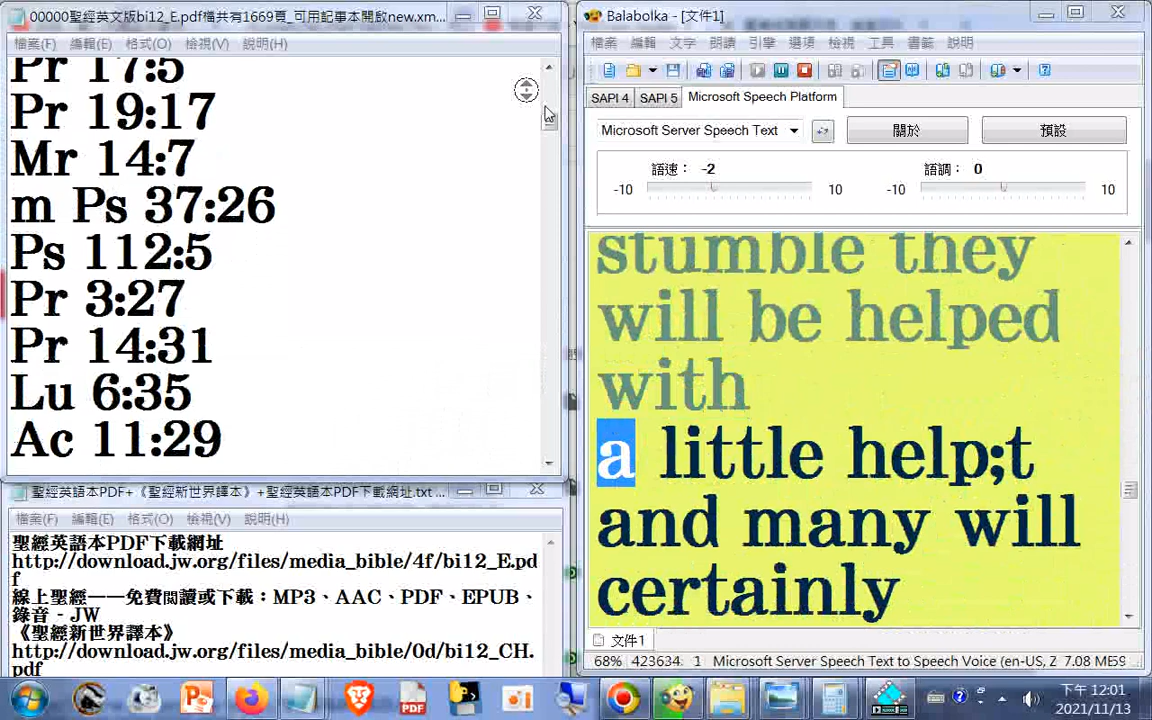 00000聖經英文版bi12_E.pdf檔共有1669頁_可用記事本開啟new.xm...
檔案(F) 編輯(E) 格式(O) 檢視(V) 說明(H)
Pr 17:5
Pr 19:17
Mr 14:7
m Ps 37:26
Ps 112:5
Pr 3:27
Pr 14:31
Lu 6:35
Ac 11:29
聖經英語本PDF+《聖經新世界譯本》+聖經英語本PDF下載網址.txt ...
檔案(F) 編輯(E) 格式(O) 檢視(V) 說明(H)
聖經英語本PDF下載網址
http://download.jw.org/files/media_bible/4f/bi12_E.pd
f
線上聖經——免費閱讀或下載：MP3、AAC、PDF、EPUB、
錄音 - JW
《聖經新世界譯本》
http://download.jw.org/files/media_bible/0d/bi12_CH.
pdf
Balabolka - [文件1]
檔案 編輯 文字 朗讀 引擎 選項 檢視 工具 書籤 說明
SAPI 4 SAPI 5 Microsoft Speech Platform
Microsoft Server Speech Text 關於 預設
語速： -2 語調： 0
-10 10 -10 10
stumble they
will be helped
with
a little help;t
and many will
certainly
文件1
68% 423634: 1 Microsoft Server Speech Text to Speech Voice (en-US, Z 7.08 ME59
下午 12:01
2021/11/13